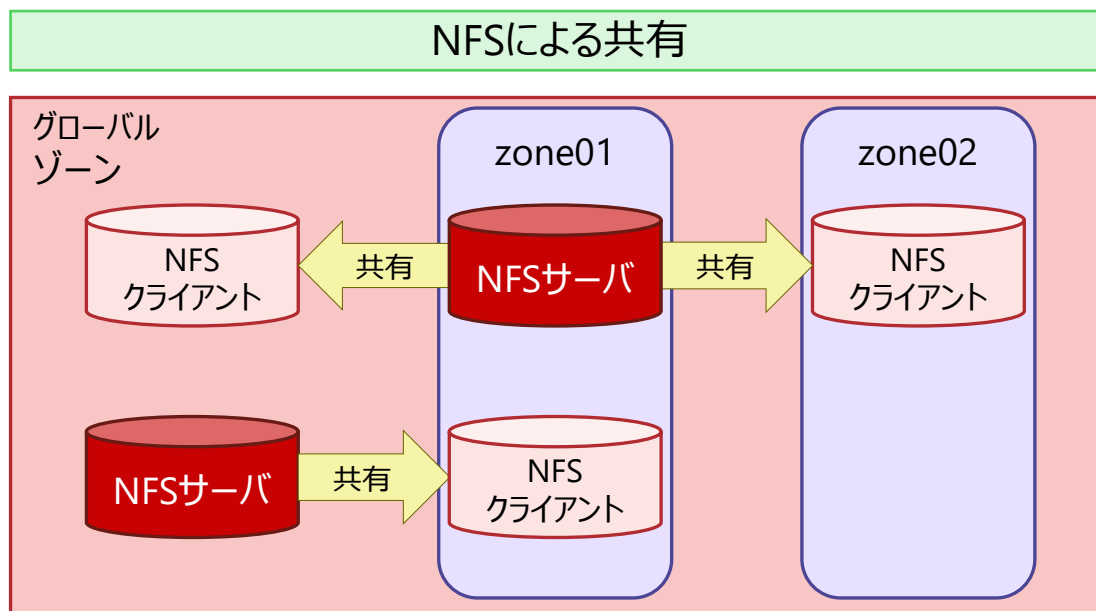 NFSによる共有
グローバル
ゾーン
zone01
zone02
NFS
クライアント
共有
NFSサーバ
共有
NFS
クライアント
NFSサーバ
共有
NFS
クライアント